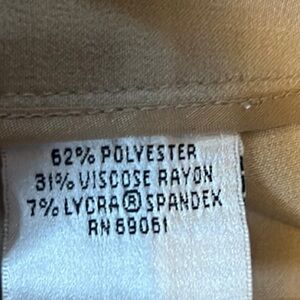 62% POLYESTER
31% VISCOSE RAYON
7% LYCRA® SPANDEX
RN 69061